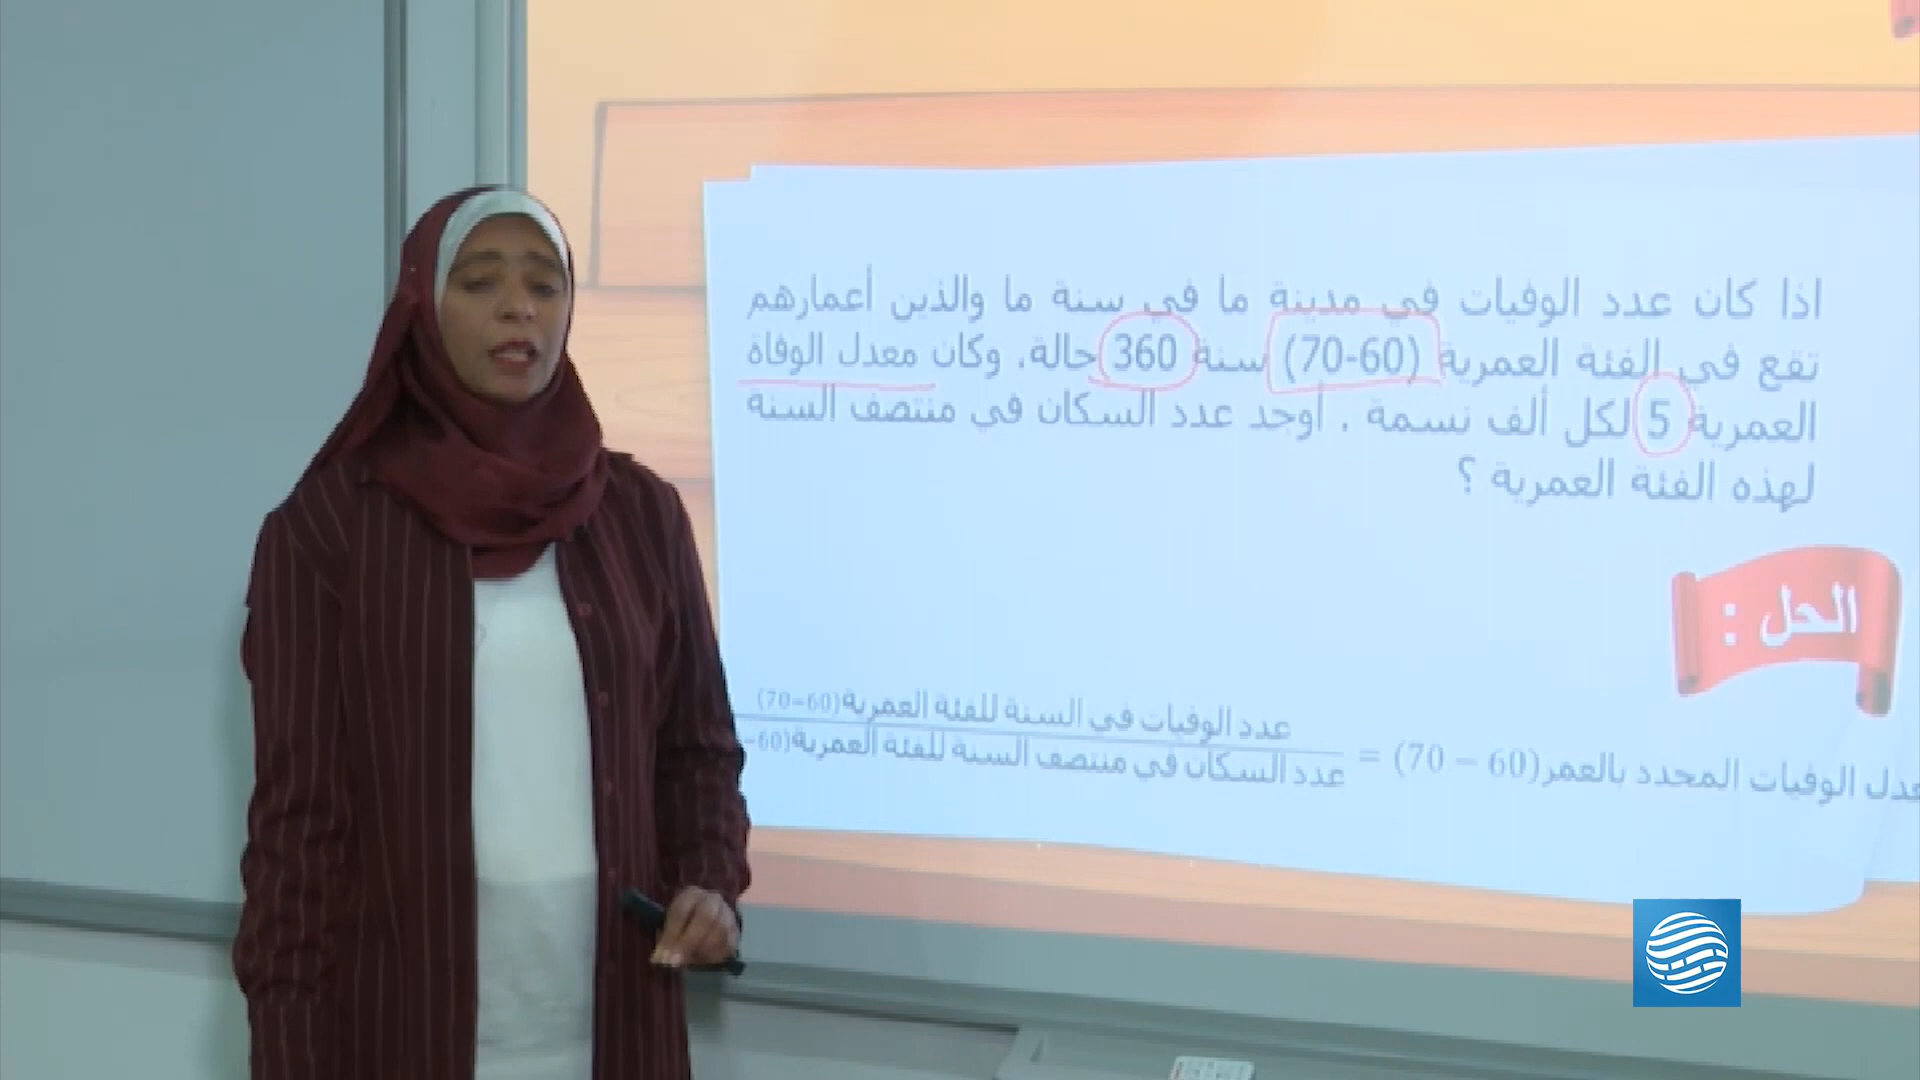 اذا كان عدد الوفيات في مدينة ما في سنة ما والذين أعمارهم
تقع في الفئة العمرية (60-70) سنة 360 حالة، وكان معدل الوفاة
العمرية 5 لكل ألف نسمة . أوجد عدد السكان في منتصف السنة
لهذه الفئة العمرية ؟
الحل :
عدد الوفيات في السنة للفئة العمرية(60−70)
الوفيات المحدد بالعمر(60 − 70) =
عدد السكان في منتصف السنة للفئة العمرية(60−